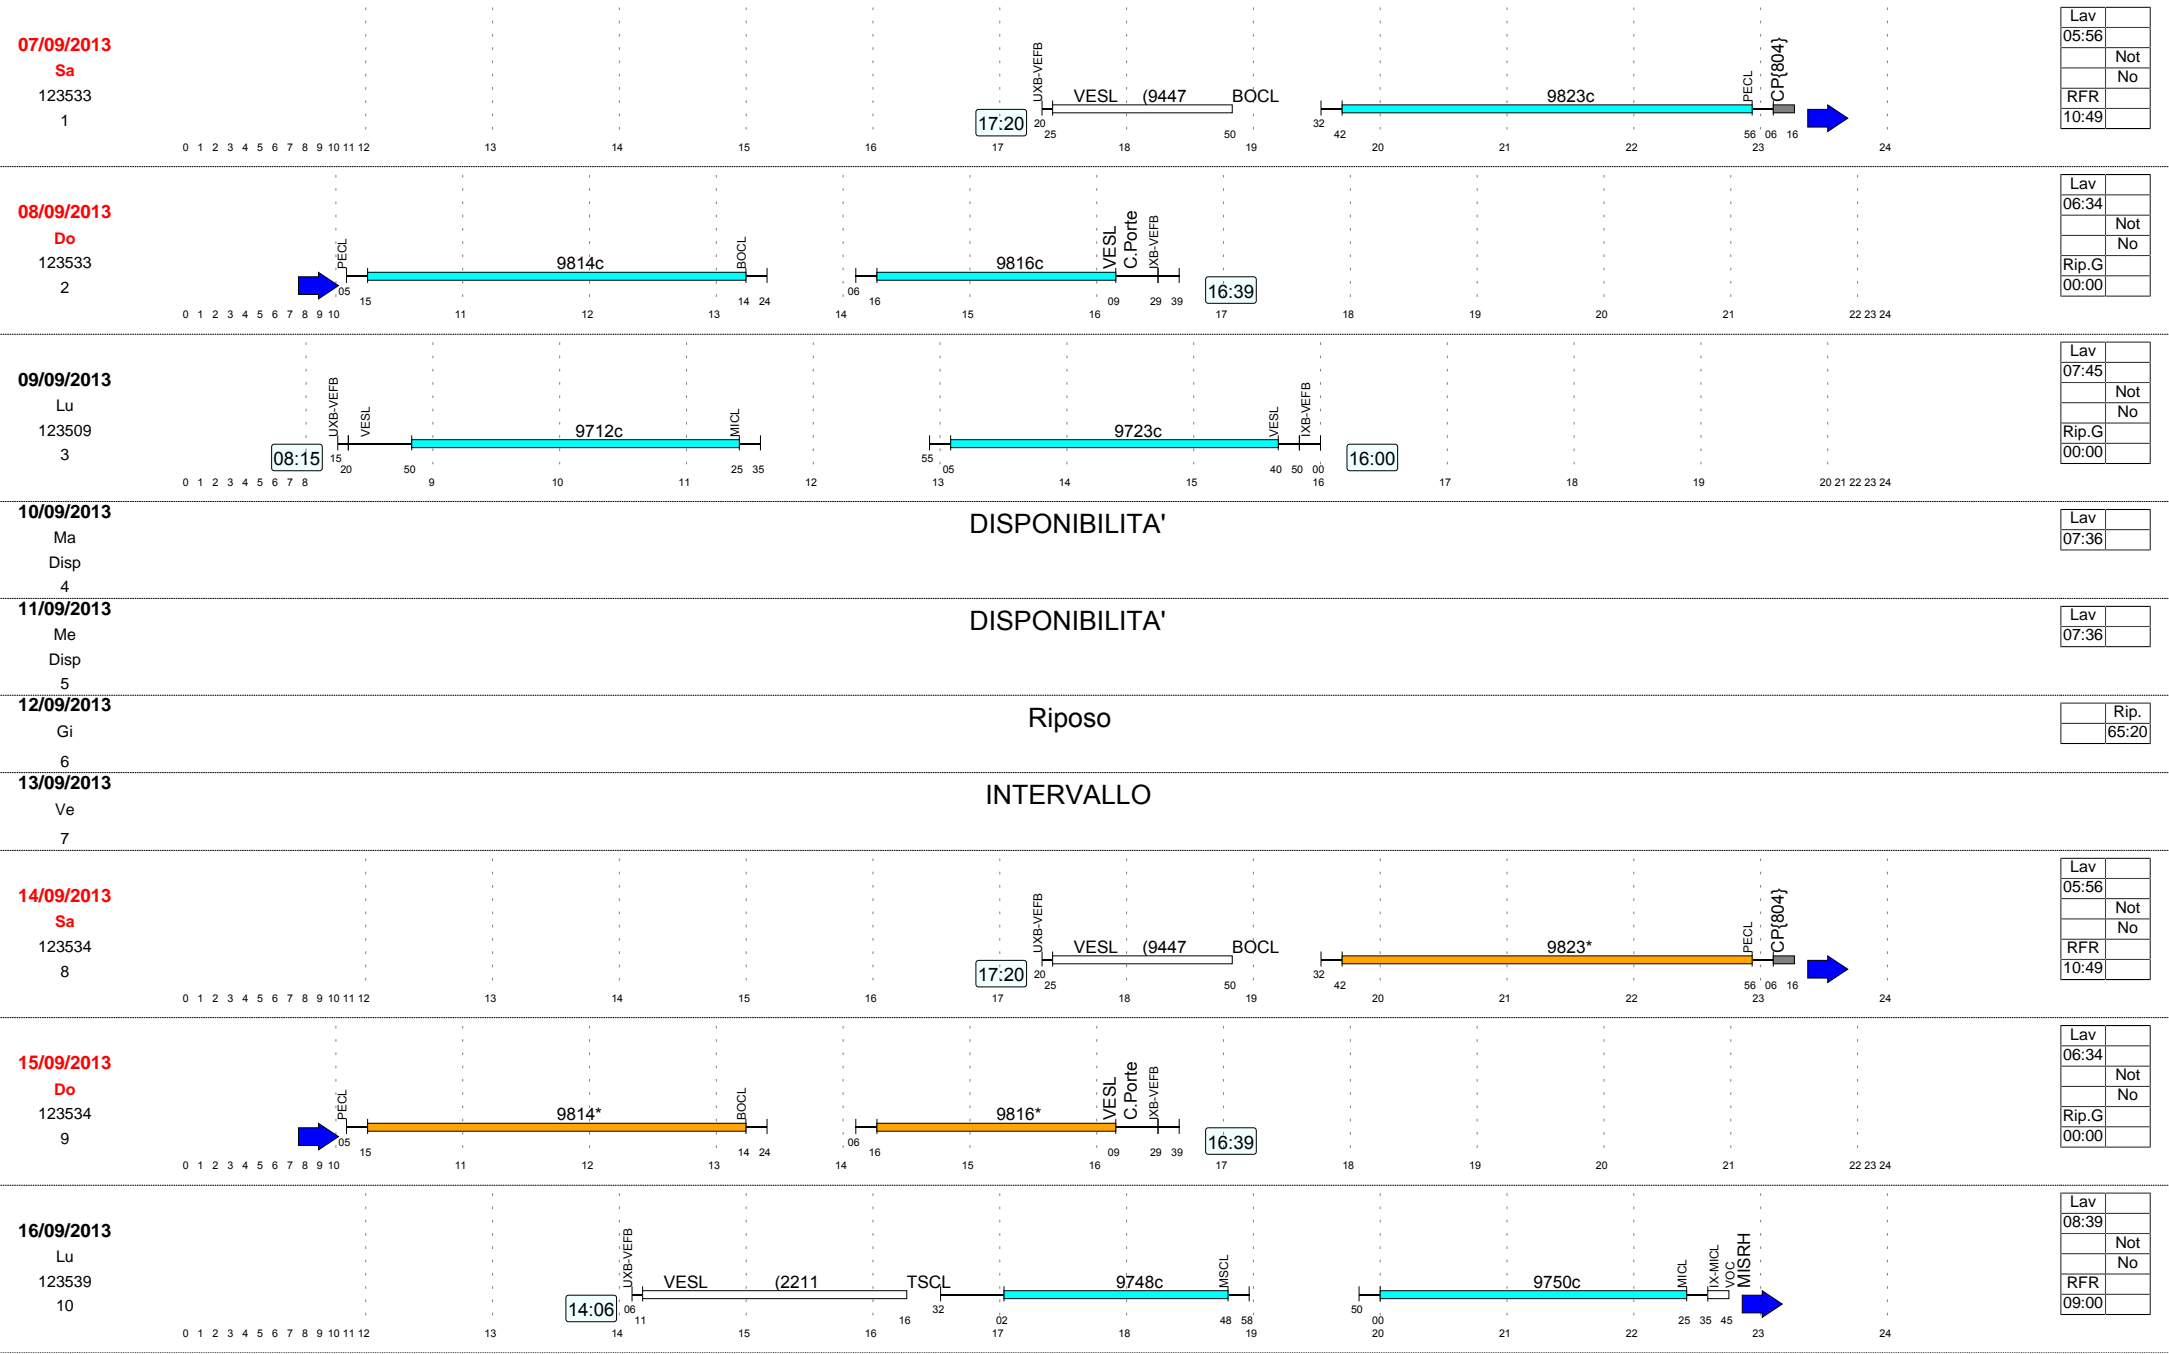 07/09/2013
Sa
123533
1
17:20
UXB-VEFB
VESL (9447 BOCL
9823c
PECL
CP{804}
20 25 50 32 42 56 06 16
0 1 2 3 4 5 6 7 8 9 10 11 12 13 14 15 16 17 18 19 20 21 22 23 24
Lav
05:56
Not
No
RFR
10:49
08/09/2013
Do
123533
2
PECL
9814c
BOCL
9816c
VESL
C.Porte
IXB-VEFB
16:39
05 15 14 24 06 16 09 29 39
0 1 2 3 4 5 6 7 8 9 10 11 12 13 14 15 16 17 18 19 20 21 22 23 24
Lav
06:34
Not
No
Rip.G
00:00
09/09/2013
Lu
123509
3
08:15
UXB-VEFB
VESL
9712c
MICL
9723c
VESL
IXB-VEFB
16:00
15 20 50 25 35 55 05 40 50 00
0 1 2 3 4 5 6 7 8 9 10 11 12 13 14 15 16 17 18 19 20 21 22 23 24
Lav
07:45
Not
No
Rip.G
00:00
10/09/2013
Ma
Disp
4
DISPONIBILITA'
Lav
07:36
11/09/2013
Me
Disp
5
DISPONIBILITA'
Lav
07:36
12/09/2013
Gi
6
Riposo
Rip.
65:20
13/09/2013
Ve
7
INTERVALLO
14/09/2013
Sa
123534
8
17:20
UXB-VEFB
VESL (9447 BOCL
9823*
PECL
CP{804}
20 25 50 32 42 56 06 16
0 1 2 3 4 5 6 7 8 9 10 11 12 13 14 15 16 17 18 19 20 21 22 23 24
Lav
05:56
Not
No
RFR
10:49
15/09/2013
Do
123534
9
PECL
9814*
BOCL
9816*
VESL
C.Porte
IXB-VEFB
16:39
05 15 14 24 06 16 09 29 39
0 1 2 3 4 5 6 7 8 9 10 11 12 13 14 15 16 17 18 19 20 21 22 23 24
Lav
06:34
Not
No
Rip.G
00:00
16/09/2013
Lu
123539
10
14:06
UXB-VEFB
VESL (2211 TSCL
9748c
MSCL
9750c
MICL
IX-MICL
VOC
MISRH
06 11 16 32 02 48 58 50 00 25 35 45
0 1 2 3 4 5 6 7 8 9 10 11 12 13 14 15 16 17 18 19 20 21 22 23 24
Lav
08:39
Not
No
RFR
09:00